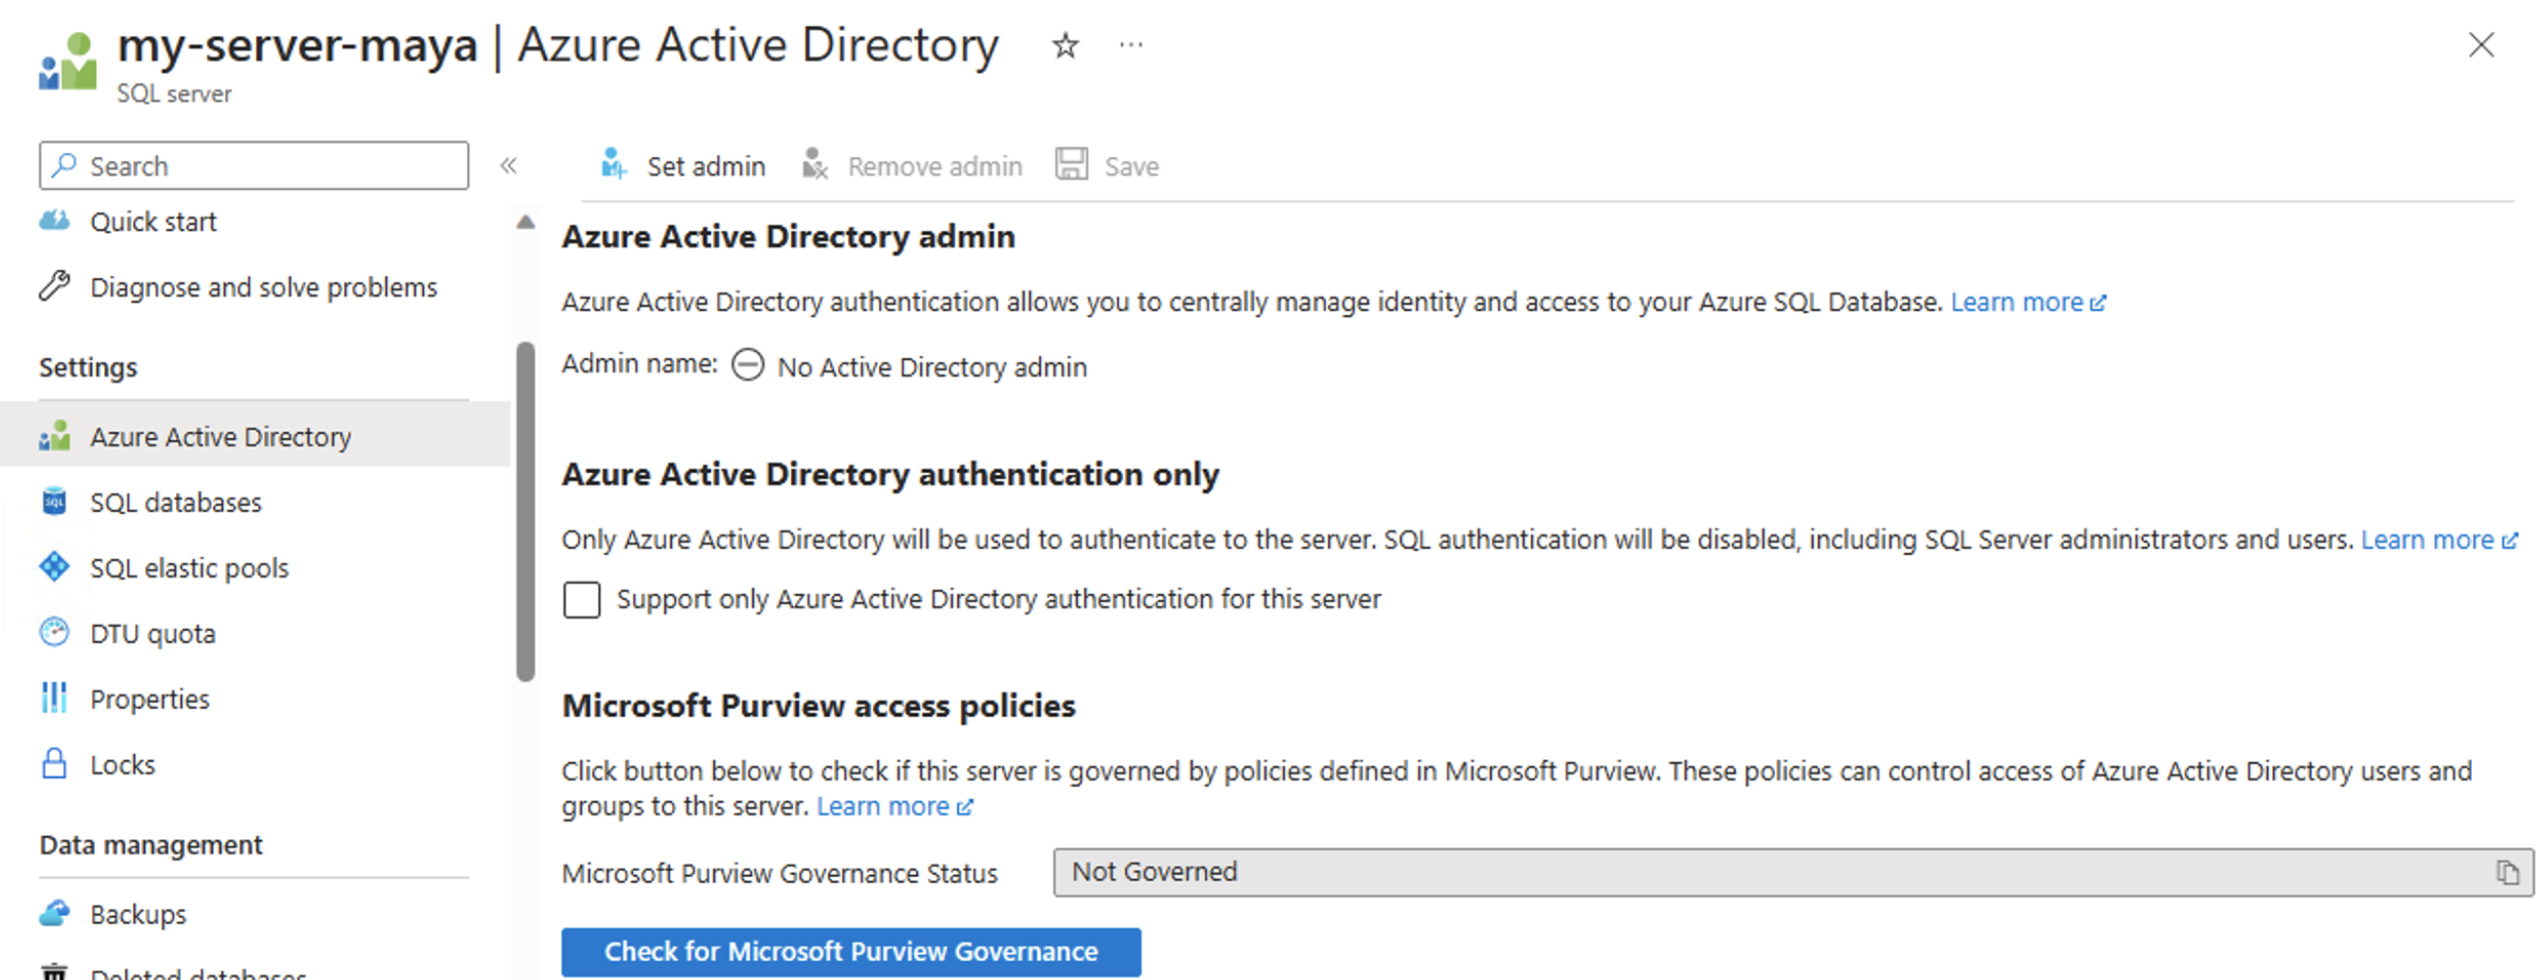 my-server-maya | Azure Active Directory
SQL server
Search
Quick start
Diagnose and solve problems
Settings
Azure Active Directory
SQL databases
SQL elastic pools
DTU quota
Properties
Locks
Data management
Backups
Deleted databases
Set admin Remove admin Save
Azure Active Directory admin
Azure Active Directory authentication allows you to centrally manage identity and access to your Azure SQL Database. Learn more
Admin name: No Active Directory admin
Azure Active Directory authentication only
Only Azure Active Directory will be used to authenticate to the server. SQL authentication will be disabled, including SQL Server administrators and users. Learn more
Support only Azure Active Directory authentication for this server
Microsoft Purview access policies
Click button below to check if this server is governed by policies defined in Microsoft Purview. These policies can control access of Azure Active Directory users and
groups to this server. Learn more
Microsoft Purview Governance Status Not Governed
Check for Microsoft Purview Governance